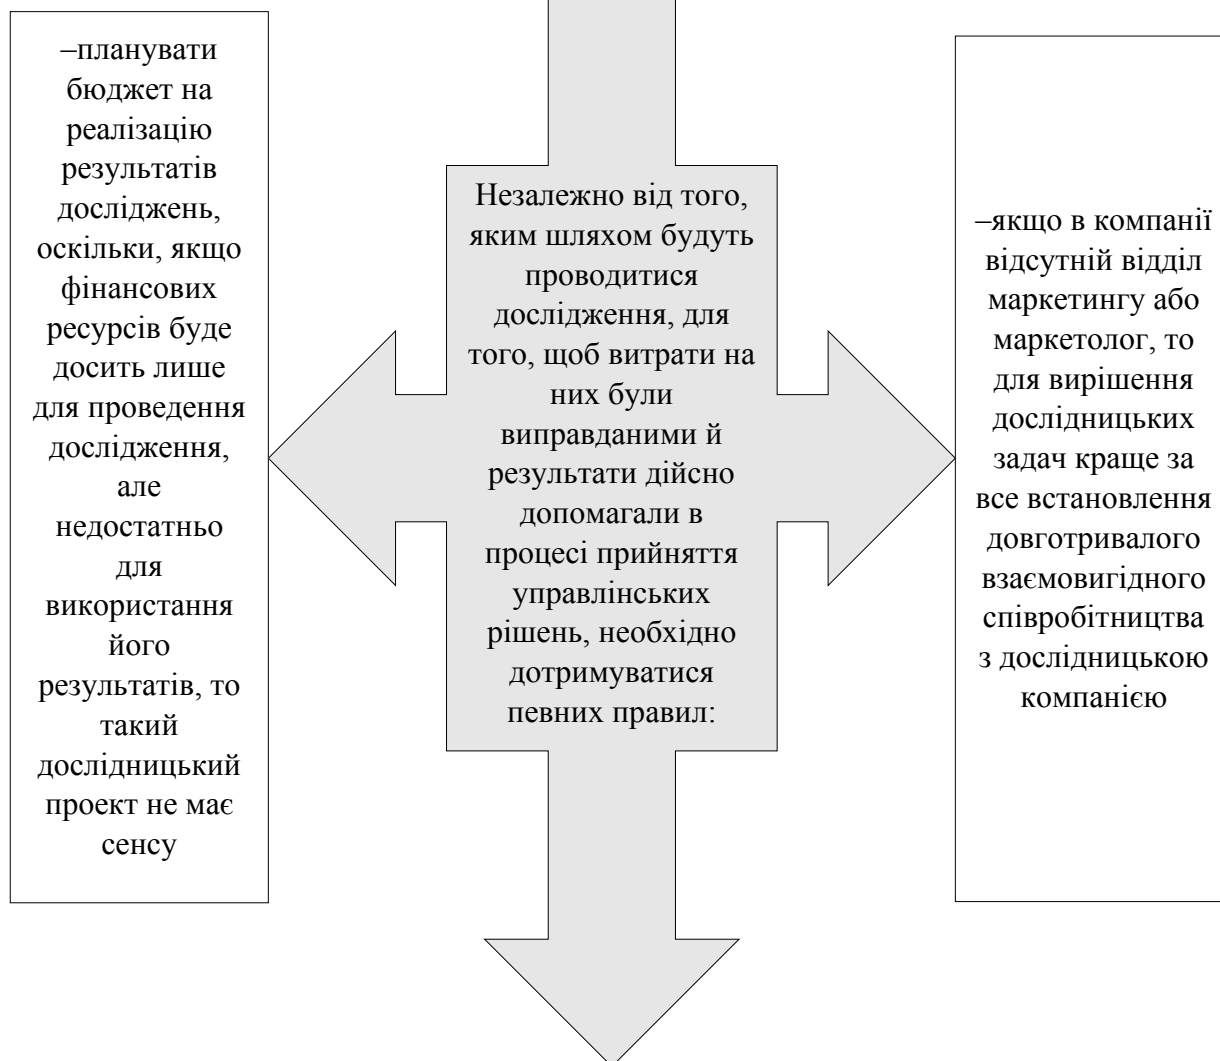 –планувати
бюджет на
реалізацію
результатів
досліджень,
оскільки, якщо
фінансових
ресурсів буде
досить лише
для проведення
дослідження,
але
недостатньо
для
використання
його
результатів, то
такий
дослідницький
проект не має
сенсу
Незалежно від того,
яким шляхом будуть
проводитися
дослідження, для
того, щоб витрати на
них були
виправданими й
результати дійсно
допомагали в
процесі прийняття
управлінських
рішень, необхідно
дотримуватися
певних правил:
–якщо в компанії
відсутній відділ
маркетингу або
маркетолог, то
для вирішення
дослідницьких
задач краще за
все встановлення
довготривалого
взаємовигідного
співробітництва
з дослідницькою
компанією